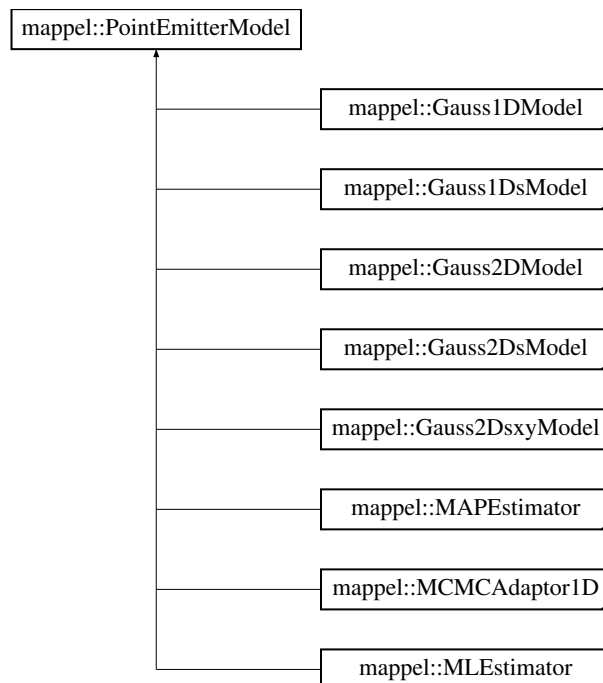 mappel::PointEmitterModel
mappel::Gauss1DModel
mappel::Gauss1DsModel
mappel::Gauss2DModel
mappel::Gauss2DsModel
mappel::Gauss2DsxyModel
mappel::MAPEstimator
mappel::MCMCAdaptor1D
mappel::MLEstimator